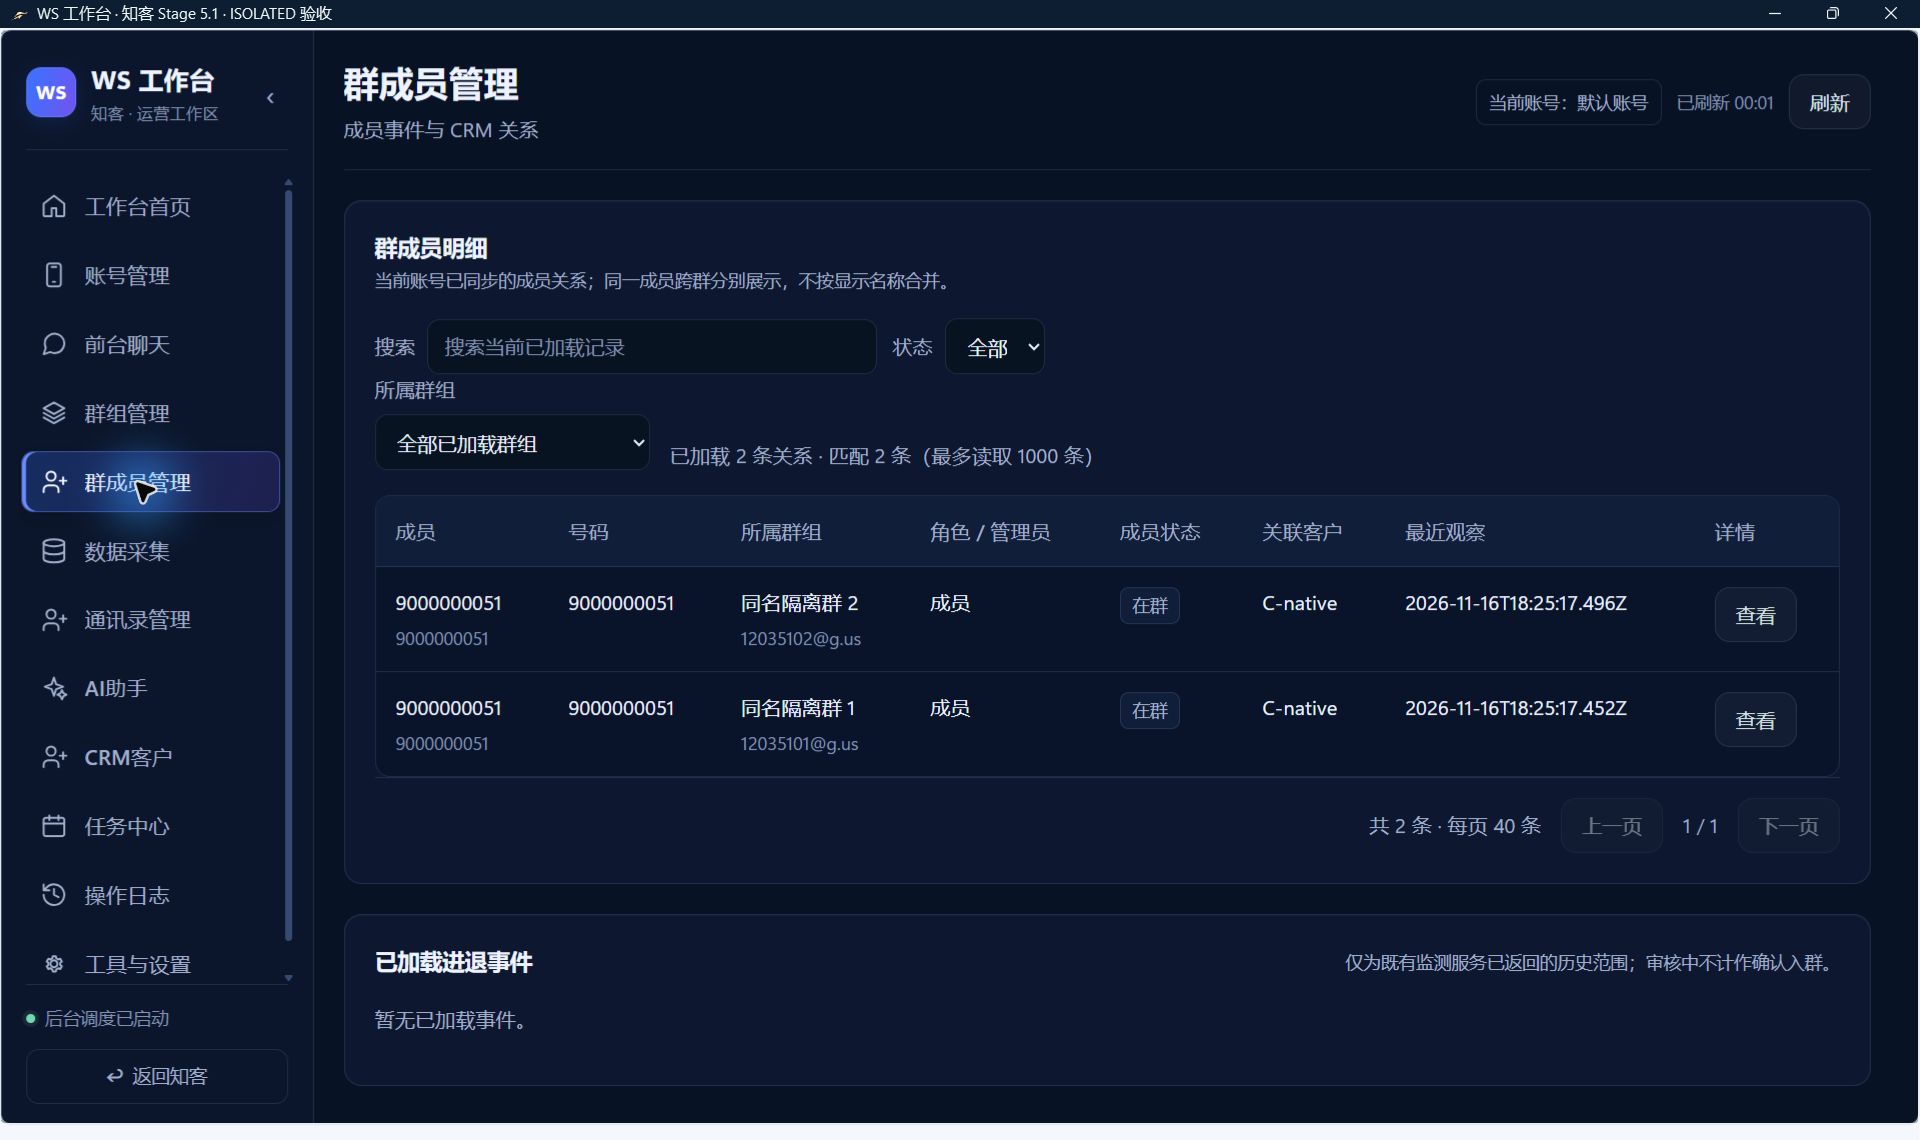 WS 工作台 · 知客 Stage 5.1 · ISOLATED 验收
WS
WS 工作台
知客 · 运营工作区
工作台首页
账号管理
前台聊天
群组管理
群成员管理
数据采集
通讯录管理
AI助手
CRM客户
任务中心
操作日志
工具与设置
后台调度已启动
返回知客
群成员管理
成员事件与 CRM 关系
当前账号：默认账号
已刷新 00:01
刷新
群成员明细
当前账号已同步的成员关系；同一成员跨群分别展示，不按显示名称合并。
搜索 搜索当前已加载记录 状态 全部
所属群组
全部已加载群组 已加载 2 条关系 · 匹配 2 条（最多读取 1000 条）
成员 号码 所属群组 角色 / 管理员 成员状态 关联客户 最近观察 详情
9000000051 9000000051 同名隔离群 2 成员 在群 C-native 2026-11-16T18:25:17.496Z 查看
9000000051 12035102@g.us
9000000051 9000000051 同名隔离群 1 成员 在群 C-native 2026-11-16T18:25:17.452Z 查看
9000000051 12035101@g.us
共 2 条 · 每页 40 条 上一页 1 / 1 下一页
已加载进退事件 仅为既有监测服务已返回的历史范围；审核中不计作确认入群。
暂无已加载事件。